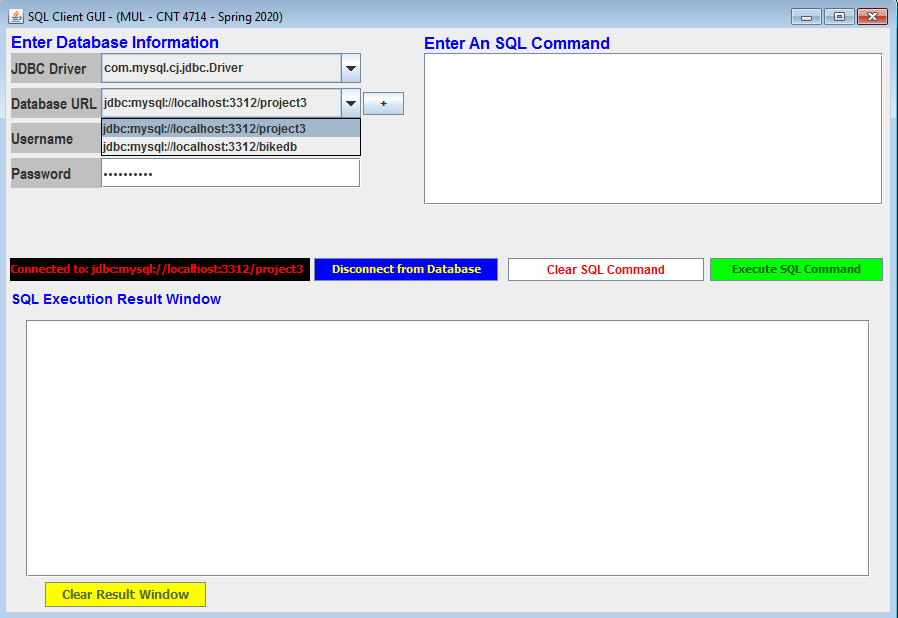 SQL Client GUI - (MUL - CNT 4714 - Spring 2020)
Enter Database Information
Enter An SQL Command
JDBC Driver com.mysql.cj.jdbc.Driver
Database URL jdbc:mysql://localhost:3312/project3 +
jdbc:mysql://localhost:3312/project3
Username
jdbc:mysql://localhost:3312/bikedb
Password ••••••••••
Connected to: jdbc:mysql://localhost:3312/project3 Disconnect from Database Clear SQL Command Execute SQL Command
SQL Execution Result Window
Clear Result Window